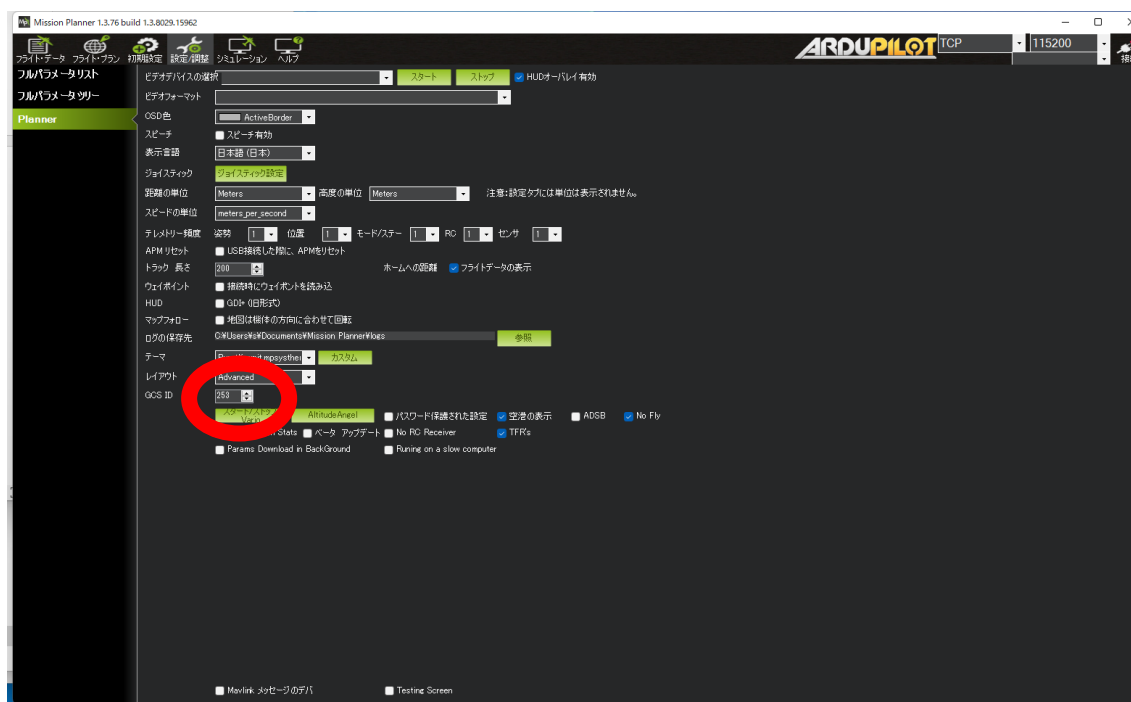 Mission Planner 1.3.76 build 1.3.8029.15962
フライト・データ フライト・プラン 初期設定 設定/調整 シミュレーション ヘルプ
ARDUPILOT TCP 115200
フルパラメータリスト
フルパラメータツリー
Planner
ビデオデバイスの選択 スタート ストップ HUDオーバレイ有効
ビデオフォーマット
OSD色 ActiveBorder
スピーチ スピーチ有効
表示言語 日本語 (日本)
ジョイスティック ジョイスティック設定
距離の単位 Meters 高度の単位 Meters 注意:設定タブには単位は表示されません。
スピードの単位 meters_per_second
テレメトリー頻度 姿勢 1 位置 1 モード/ステー 1 RC 1 センサ 1
APMリセット USB接続した際に、APMをリセット
トラック 長さ 200 ホームへの距離 フライトデータの表示
ウェイポイント 接続時にウェイポントを読み込
HUD GDI+ (旧形式)
マップフォロー 地図は機体の方向に合わせて回転
ログの保存先 C:¥Users¥s¥Documents¥Mission Planner¥logs 参照
テーマ カスタム
レイアウト Advanced
GCS ID 253
スタート/ストップ Vario AltitudeAngel パスワード保護された設定 空港の表示 ADSB No Fly
Stats ベータ アップデート No RC Receiver TFR's
Params Download in BackGround Runing on a slow computer
Mavlink メッセージのデバ Testing Screen